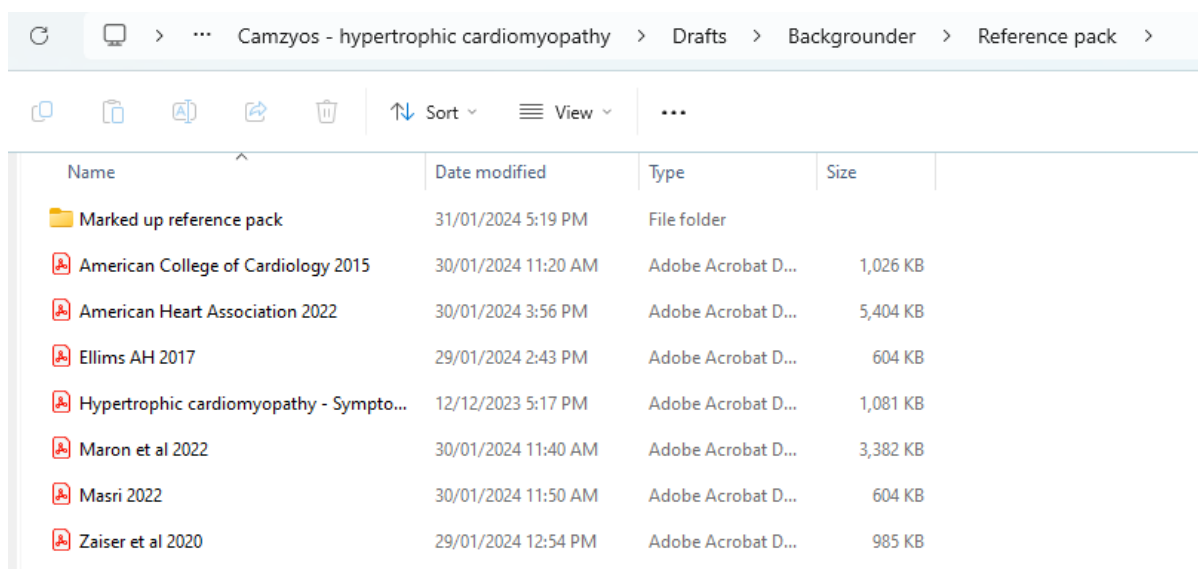 Camzyos - hypertrophic cardiomyopathy > Drafts > Backgrounder > Reference pack >
Sort View
Name Date modified Type Size
Marked up reference pack 31/01/2024 5:19 PM File folder
American College of Cardiology 2015 30/01/2024 11:20 AM Adobe Acrobat D... 1,026 KB
American Heart Association 2022 30/01/2024 3:56 PM Adobe Acrobat D... 5,404 KB
Ellims AH 2017 29/01/2024 2:43 PM Adobe Acrobat D... 604 KB
Hypertrophic cardiomyopathy - Sympto... 12/12/2023 5:17 PM Adobe Acrobat D... 1,081 KB
Maron et al 2022 30/01/2024 11:40 AM Adobe Acrobat D... 3,382 KB
Masri 2022 30/01/2024 11:50 AM Adobe Acrobat D... 604 KB
Zaiser et al 2020 29/01/2024 12:54 PM Adobe Acrobat D... 985 KB